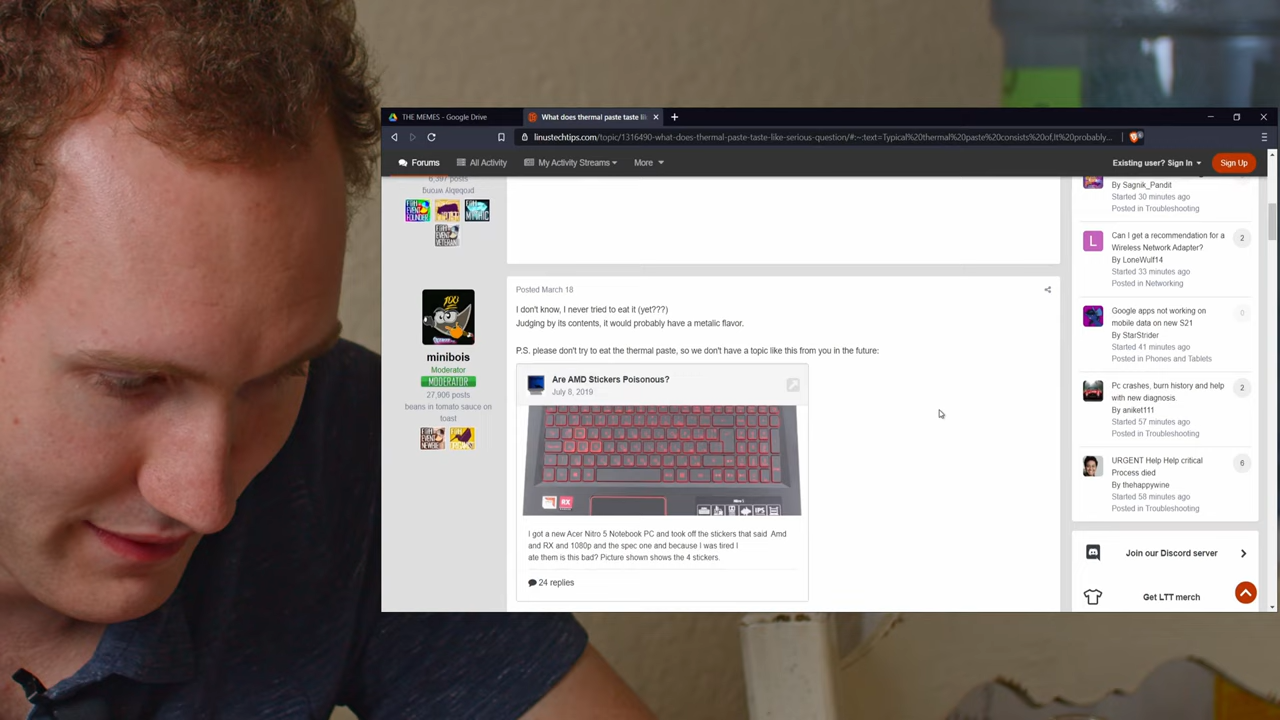 THE MEMES - Google Drive
What does thermal paste taste li
linustechtips.com/topic/1316490-what-does-thermal-paste-taste-like-serious-question/#:~:text=Typical%20thermal%20paste%20consists%20of,It%20probably...
Forums
All Activity
My Activity Streams
More
Existing user? Sign In
Sign Up
6,397 posts
Posted March 18
I don't know, I never tried to eat it (yet???)
Judging by its contents, it would probably have a metalic flavor.
P.S. please don't try to eat the thermal paste, so we don't have a topic like this from you in the future:
minibois
Moderator
MODERATOR
27,906 posts
beans in tomato sauce on
toast
Are AMD Stickers Poisonous?
July 8, 2019
I got a new Acer Nitro 5 Notebook PC and took off the stickers that said Amd
and RX and 1080p and the spec one and because I was tired I
ate them is this bad? Picture shown shows the 4 stickers.
24 replies
By Sagnik_Pandit
Started 30 minutes ago
Posted in Troubleshooting
L
Can I get a recommendation for a
Wireless Network Adapter?
2
By LoneWulf14
Started 33 minutes ago
Posted in Networking
Google apps not working on
mobile data on new S21
0
By StarStrider
Started 41 minutes ago
Posted in Phones and Tablets
Pc crashes, burn history and help
with new diagnosis.
2
By aniket111
Started 57 minutes ago
Posted in Troubleshooting
URGENT Help Help critical
Process died
6
By thehappywine
Started 58 minutes ago
Posted in Troubleshooting
Join our Discord server
Get LTT merch